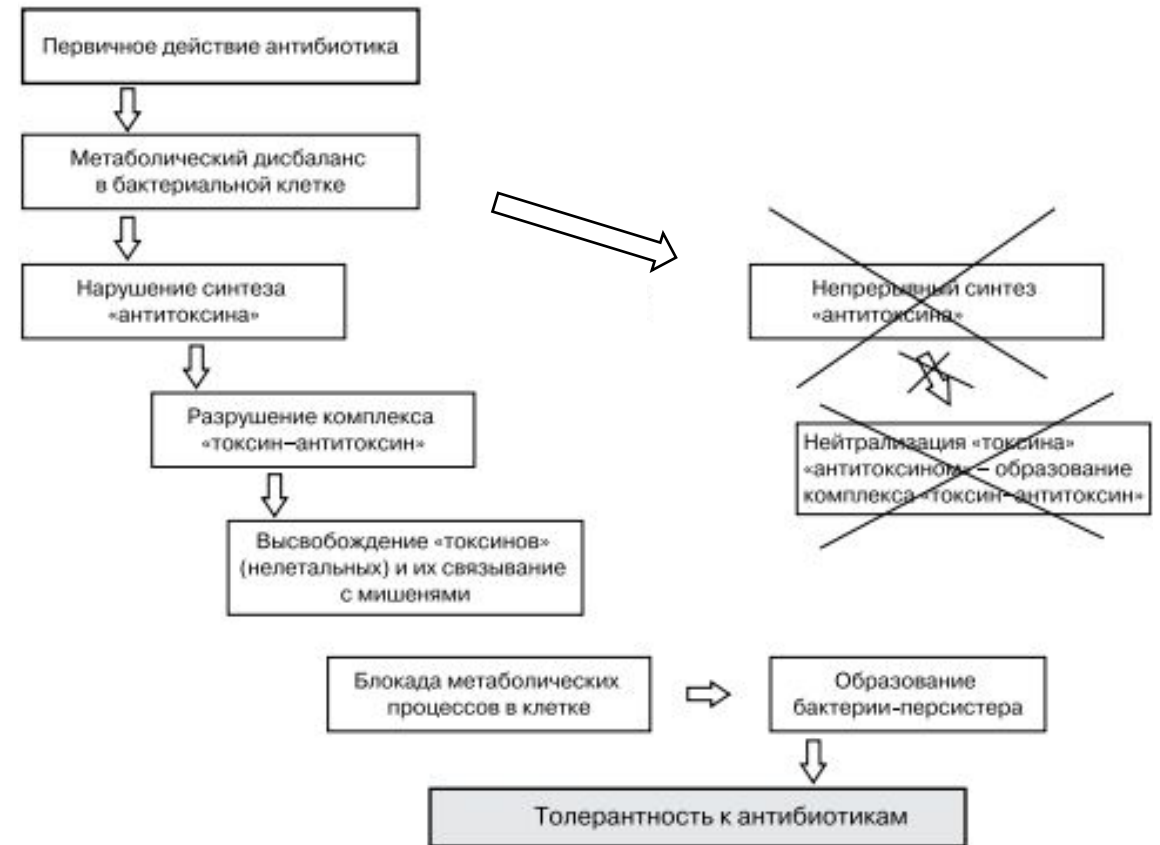 Первичное действие антибиотика
Метаболический дисбаланс
в бактериальной клетке
Нарушение синтеза
«антитоксина»
Непрерывный синтез
«антитоксина»
Разрушение комплекса
«токсин–антитоксин»
Нейтрализация «токсина»
«антитоксином» – образование
комплекса «токсин–антитоксин»
Высвобождение «токсинов»
(нелетальных) и их связывание
с мишенями
Блокада метаболических
процессов в клетке
Образование
бактерии-персистера
Толерантность к антибиотикам